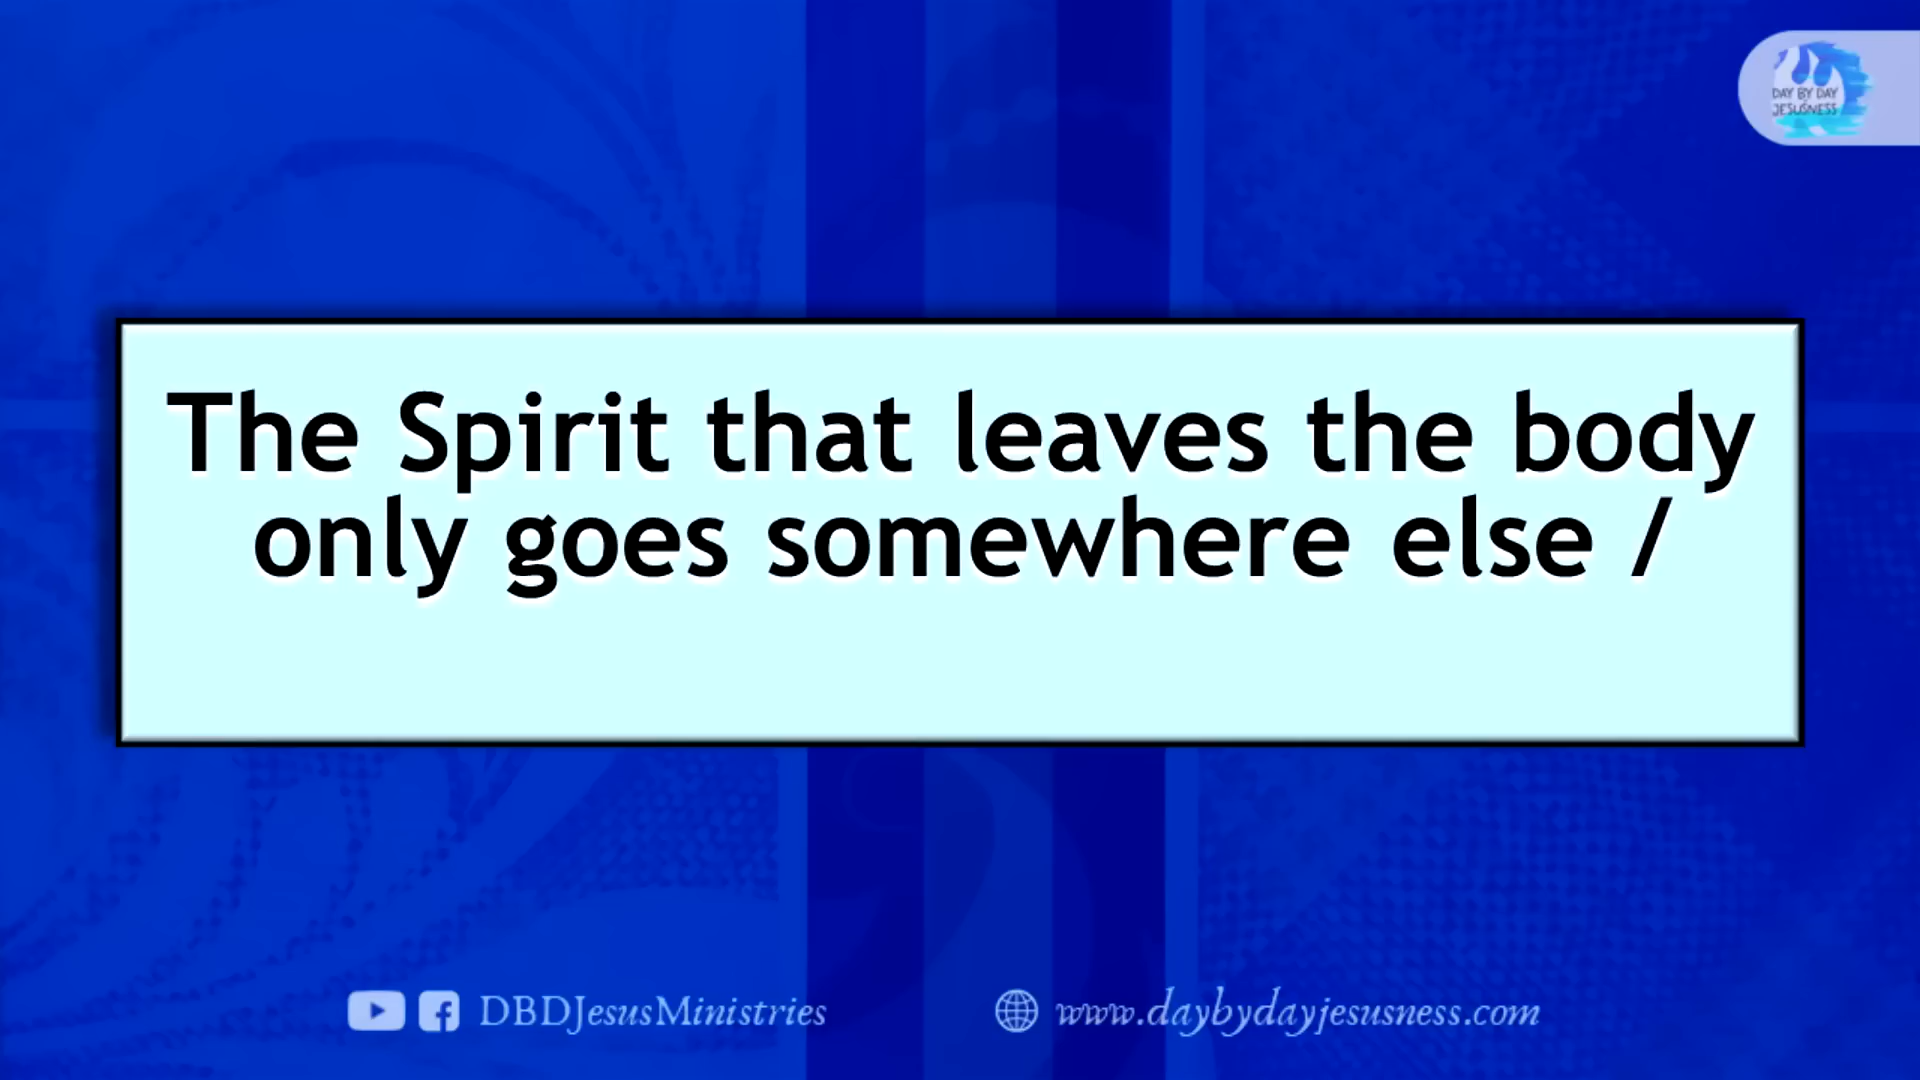 DAY BY DAY
JESUSNESS
The Spirit that leaves the body
only goes somewhere else /
DBDJesusMinistries
www.daybydayjesusness.com